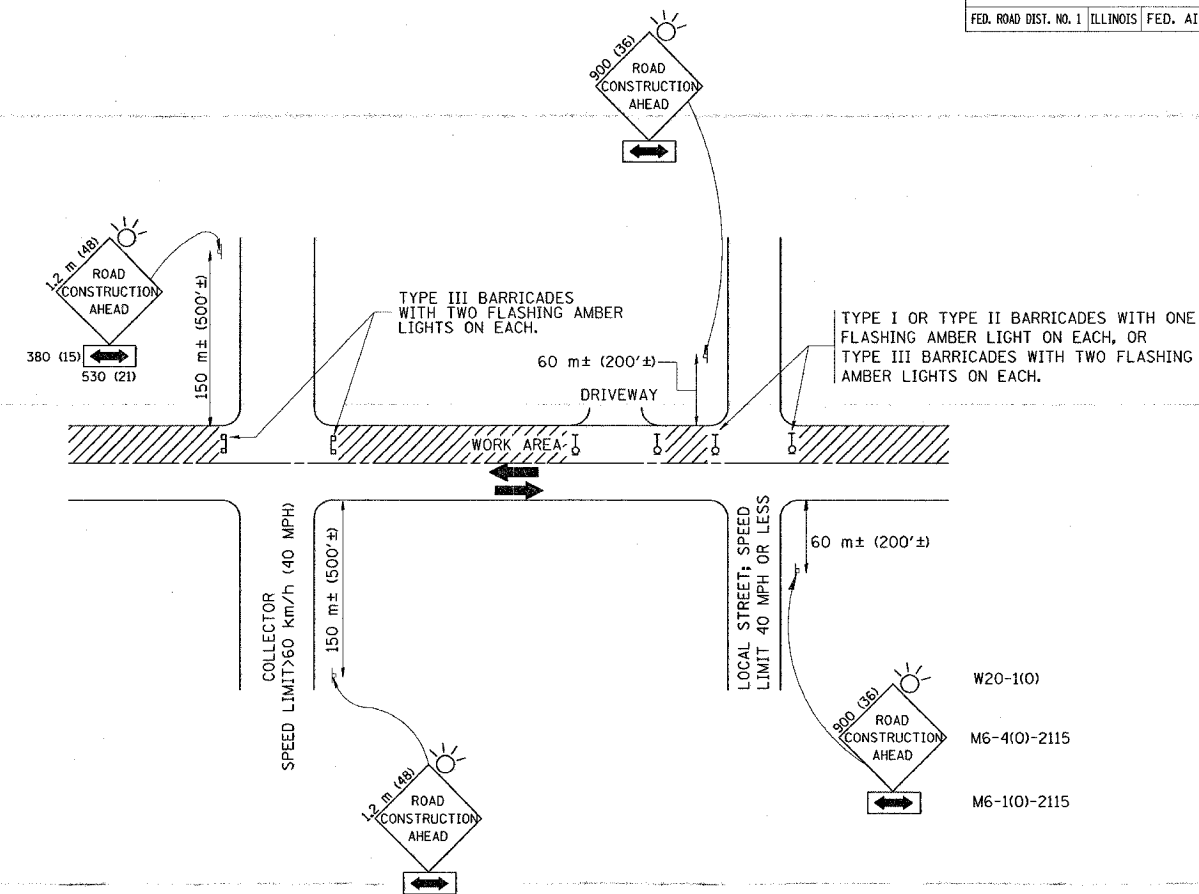 FED. ROAD DIST. NO. 1 ILLINOIS FED. AI
900 (36)
ROAD
CONSTRUCTION
AHEAD
1.2 m (48)
ROAD
CONSTRUCTION
AHEAD
380 (15)
530 (21)
150 m± (500'±)
TYPE III BARRICADES
WITH TWO FLASHING AMBER
LIGHTS ON EACH.
60 m± (200'±)
DRIVEWAY
TYPE I OR TYPE II BARRICADES WITH ONE
FLASHING AMBER LIGHT ON EACH, OR
TYPE III BARRICADES WITH TWO FLASHING
AMBER LIGHTS ON EACH.
WORK AREA
COLLECTOR
SPEED LIMIT>60 km/h (40 MPH)
150 m± (500'±)
LOCAL STREET; SPEED
LIMIT 40 MPH OR LESS
60 m± (200'±)
1.2 m (48)
ROAD
CONSTRUCTION
AHEAD
900 (36)
ROAD
CONSTRUCTION
AHEAD
W20-1(O)
M6-4(O)-2115
M6-1(O)-2115